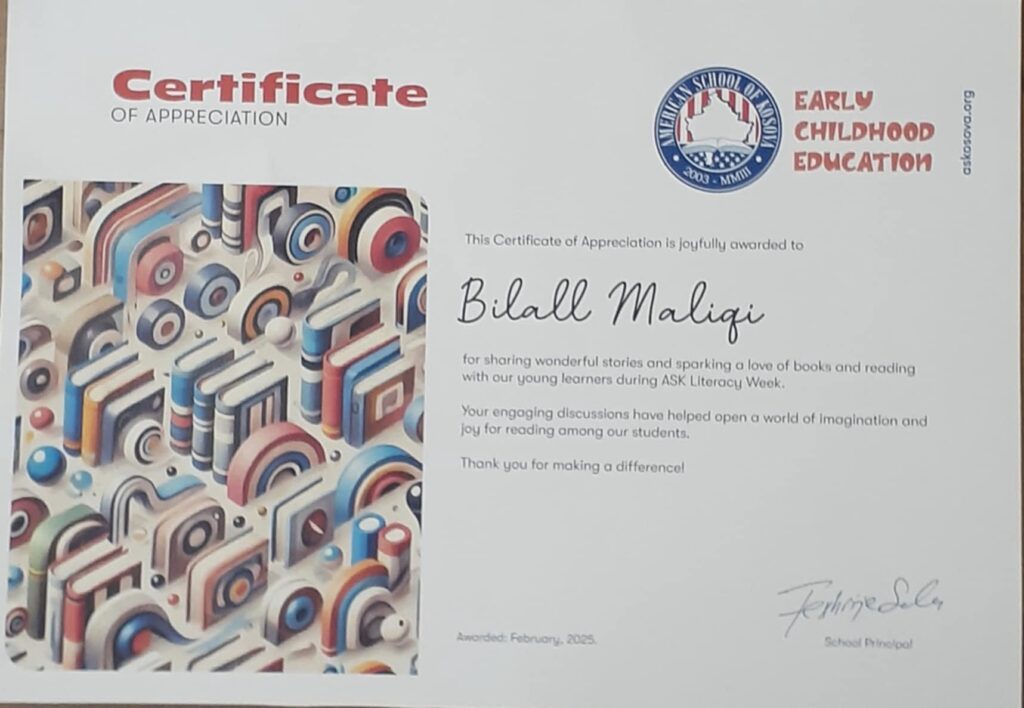 Certificate
OF APPRECIATION
AMERICAN SCHOOL OF KOSOVA
2003 - MMIII
EARLY
CHILDHOOD
EDUCATION
askosova.org
This Certificate of Appreciation is joyfully awarded to
Bilall Maliqi
for sharing wonderful stories and sparking a love of books and reading
with our young learners during ASK Literacy Week.
Your engaging discussions have helped open a world of imagination and
joy for reading among our students.
Thank you for making a difference!
Awarded: February, 2025.
School Principal